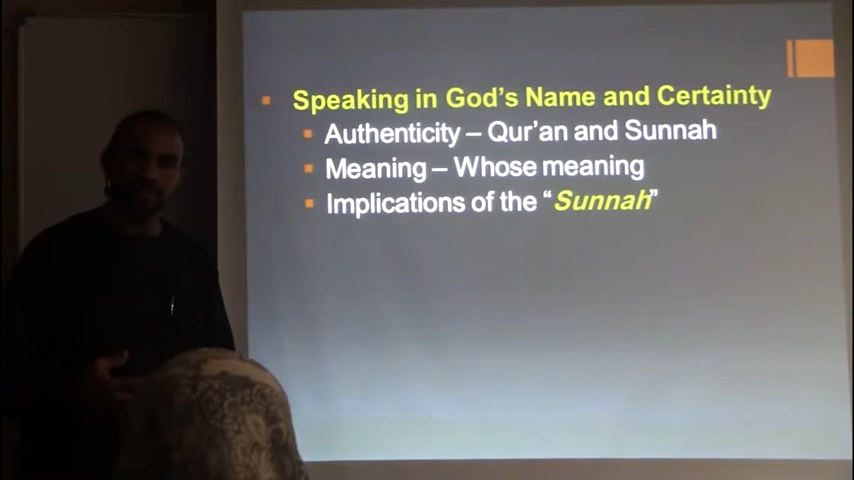 Speaking in God's Name and Certainty
Authenticity – Qur'an and Sunnah
Meaning – Whose meaning
Implications of the “Sunnah”